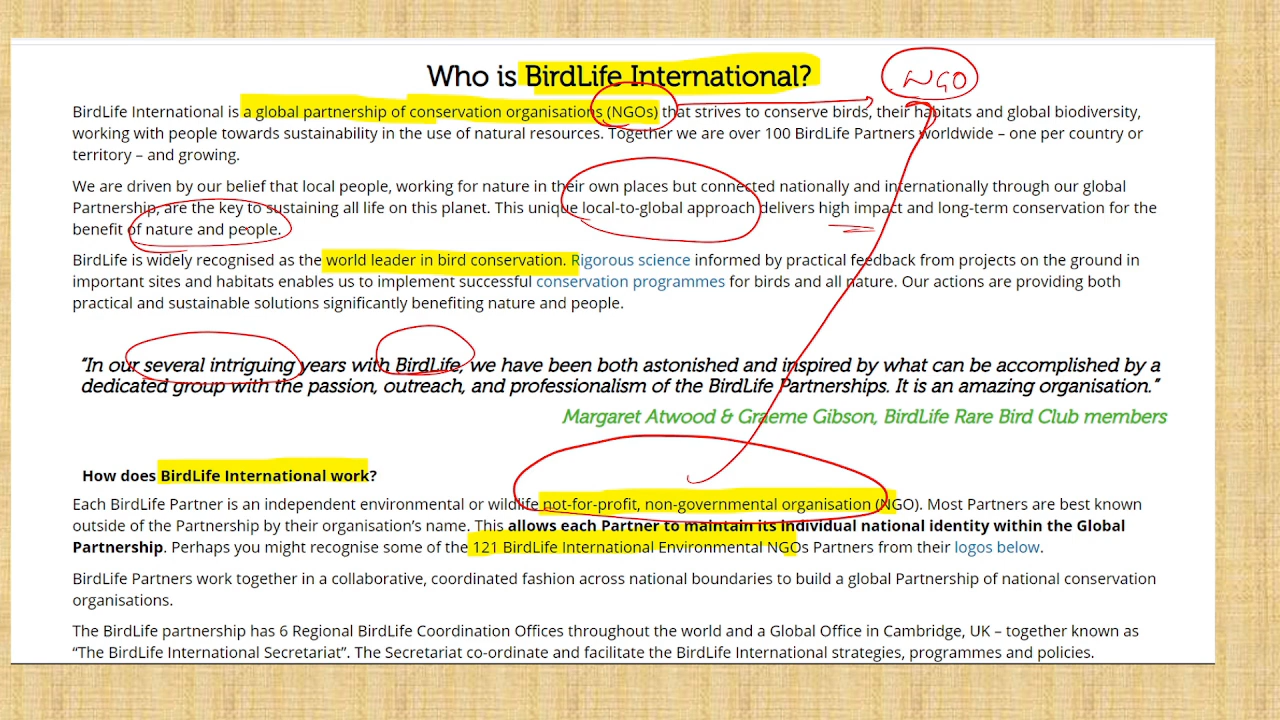 Who is BirdLife International?
NGO
BirdLife International is a global partnership of conservation organisations (NGOs) that strives to conserve birds, their habitats and global biodiversity,
working with people towards sustainability in the use of natural resources. Together we are over 100 BirdLife Partners worldwide – one per country or
territory – and growing.
We are driven by our belief that local people, working for nature in their own places but connected nationally and internationally through our global
Partnership, are the key to sustaining all life on this planet. This unique local-to-global approach delivers high impact and long-term conservation for the
benefit of nature and people.
BirdLife is widely recognised as the world leader in bird conservation. Rigorous science informed by practical feedback from projects on the ground in
important sites and habitats enables us to implement successful conservation programmes for birds and all nature. Our actions are providing both
practical and sustainable solutions significantly benefiting nature and people.
“In our several intriguing years with BirdLife, we have been both astonished and inspired by what can be accomplished by a
dedicated group with the passion, outreach, and professionalism of the BirdLife Partnerships. It is an amazing organisation.”
Margaret Atwood & Graeme Gibson, BirdLife Rare Bird Club members
How does BirdLife International work?
Each BirdLife Partner is an independent environmental or wildlife not-for-profit, non-governmental organisation (NGO). Most Partners are best known
outside of the Partnership by their organisation’s name. This allows each Partner to maintain its individual national identity within the Global
Partnership. Perhaps you might recognise some of the 121 BirdLife International Environmental NGOs Partners from their logos below.
BirdLife Partners work together in a collaborative, coordinated fashion across national boundaries to build a global Partnership of national conservation
organisations.
The BirdLife partnership has 6 Regional BirdLife Coordination Offices throughout the world and a Global Office in Cambridge, UK – together known as
“The BirdLife International Secretariat”. The Secretariat co-ordinate and facilitate the BirdLife International strategies, programmes and policies.